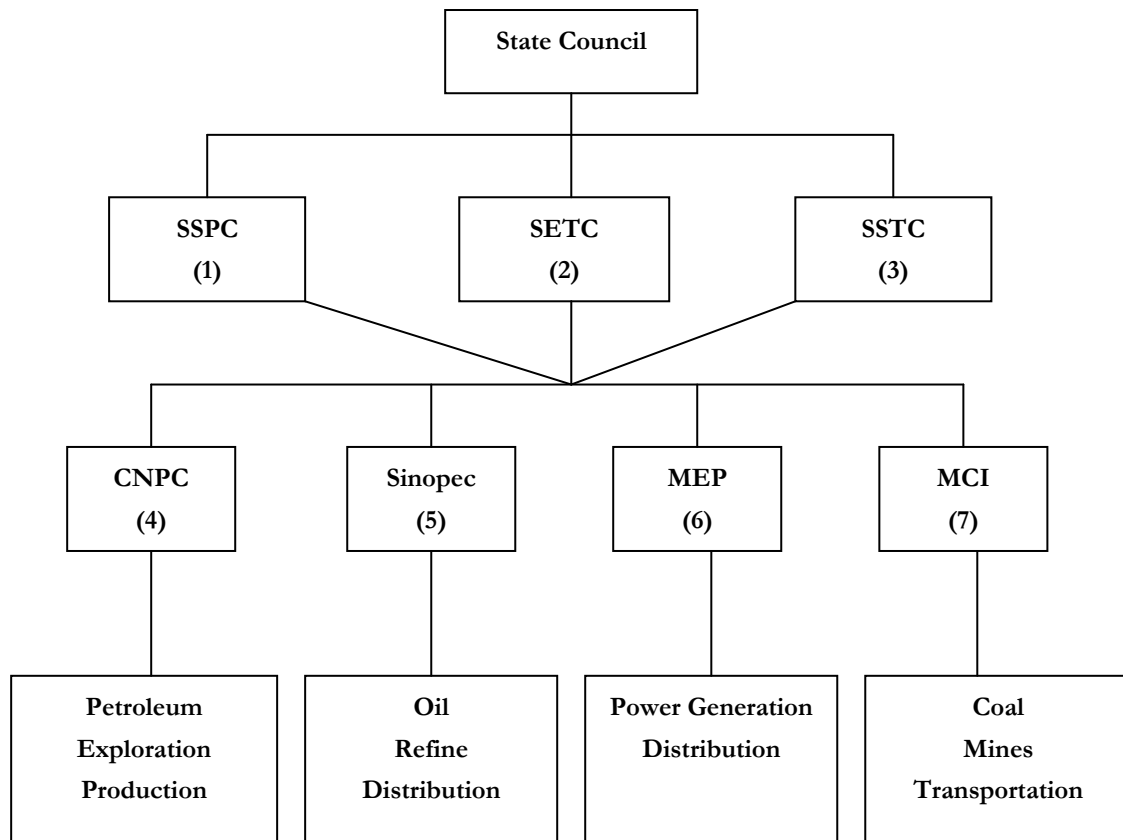 State Council
SSPC
(1)
SETC
(2)
SSTC
(3)
CNPC
(4)
Sinopec
(5)
MEP
(6)
MCI
(7)
Petroleum
Exploration
Production
Oil
Refine
Distribution
Power Generation
Distribution
Coal
Mines
Transportation